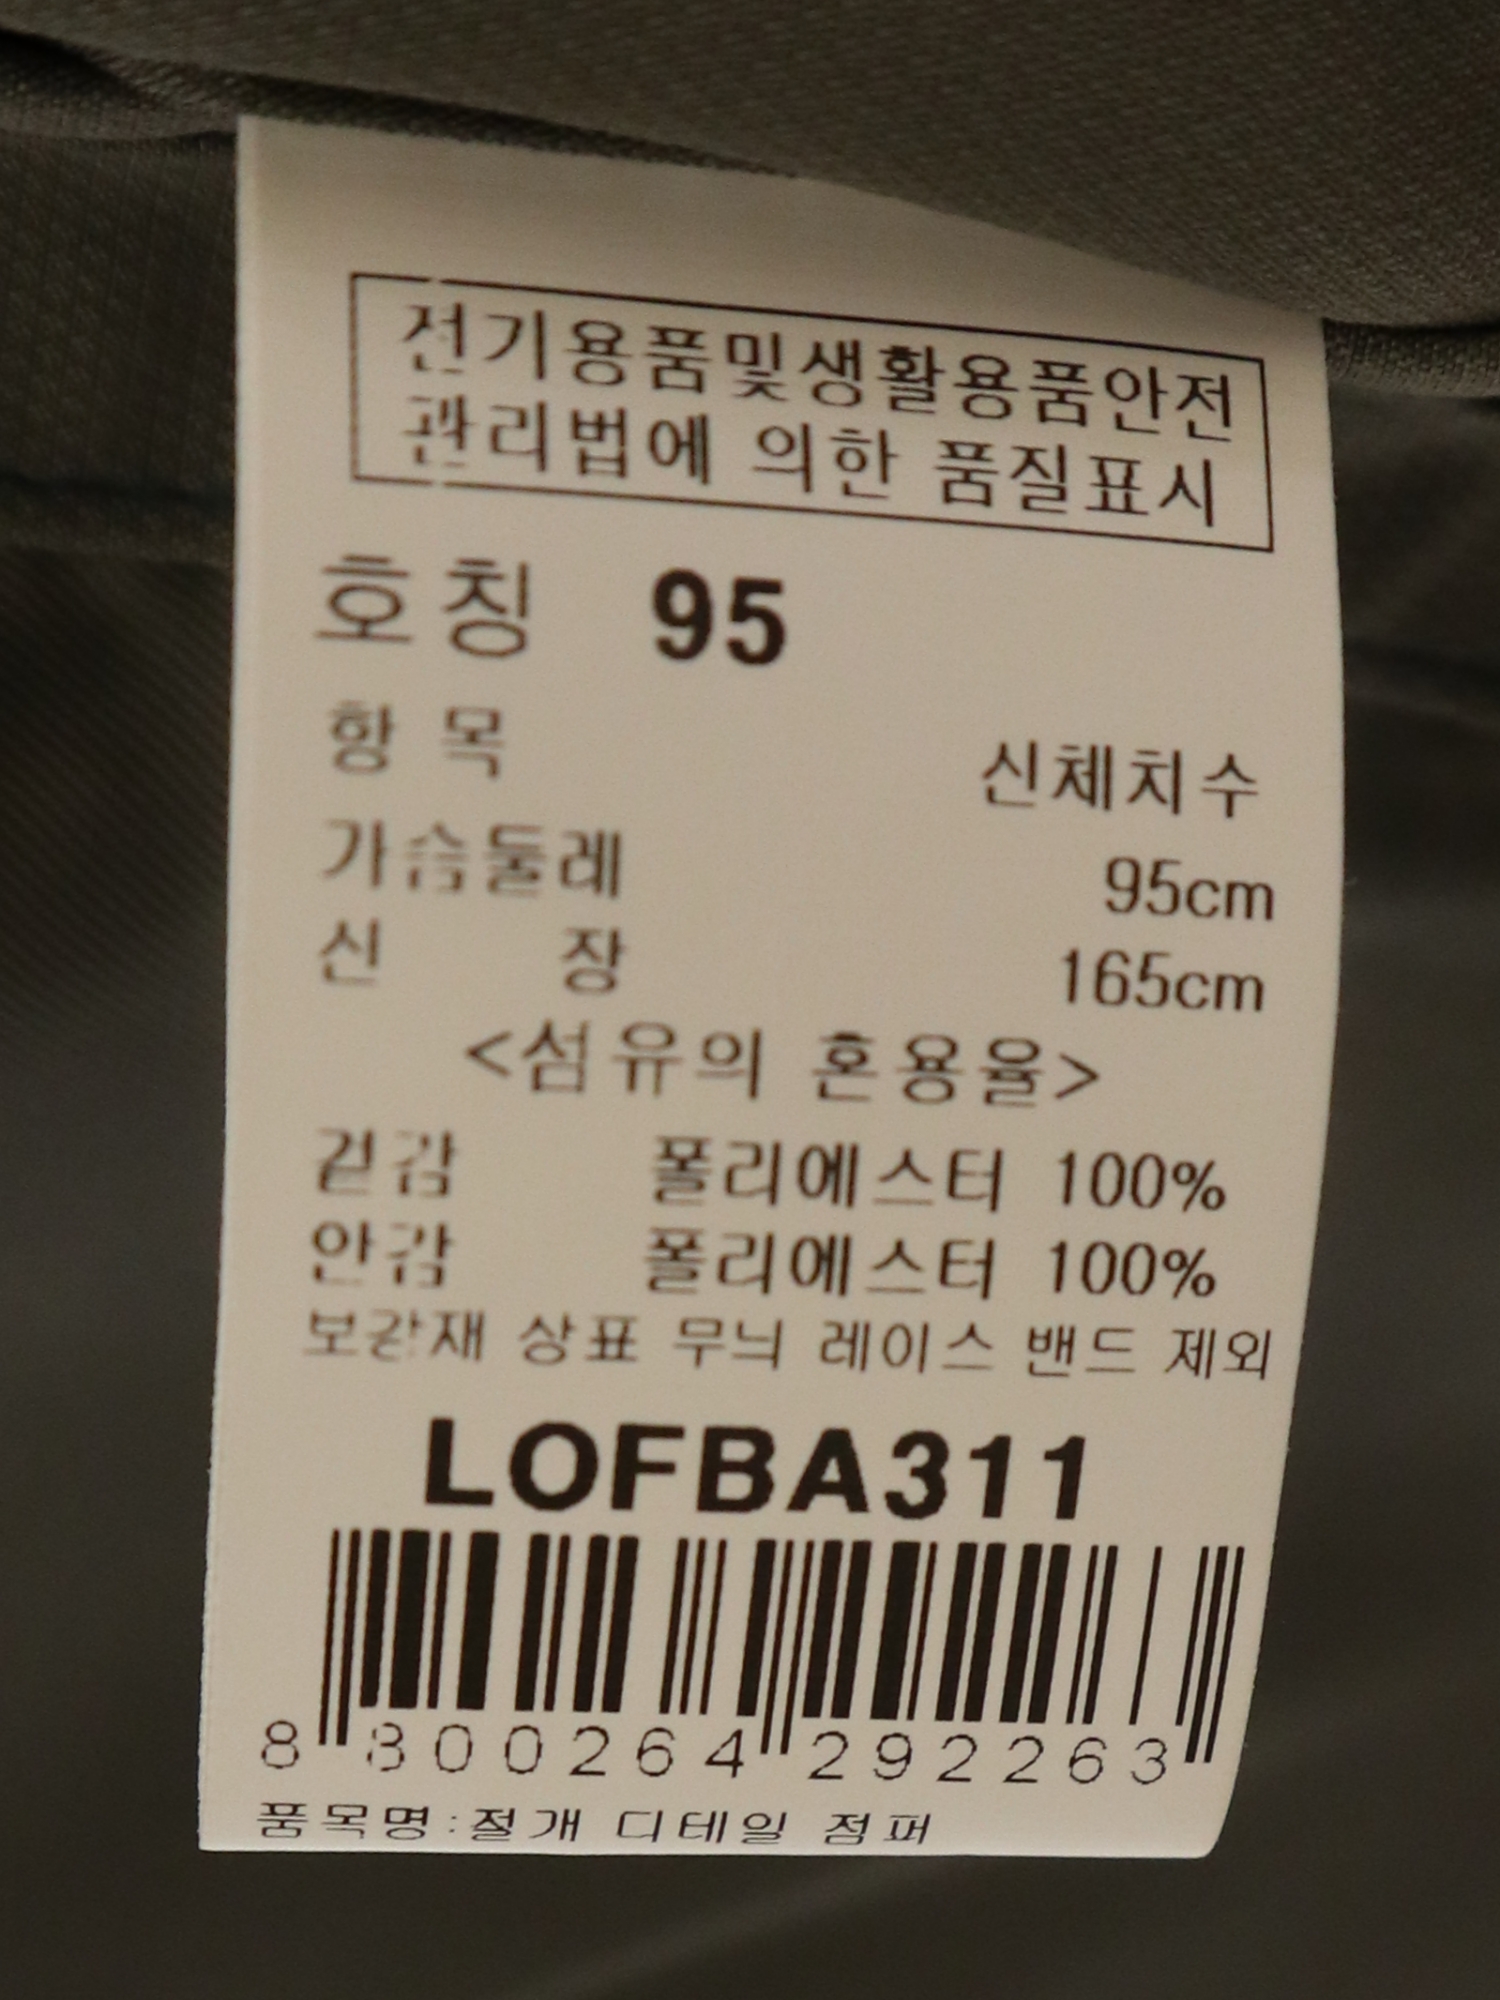 전기용품및생활용품안전
관리법에 의한 품질표시
호칭 95
항목 신체치수
가슴둘레 95cm
신장 165cm
<섬유의 혼용율>
겉감 폴리에스터 100%
안감 폴리에스터 100%
보강재 상표 무늬 레이스 밴드 제외
LOFBA311
8 800264 292263
품목명:절개 디테일 점퍼